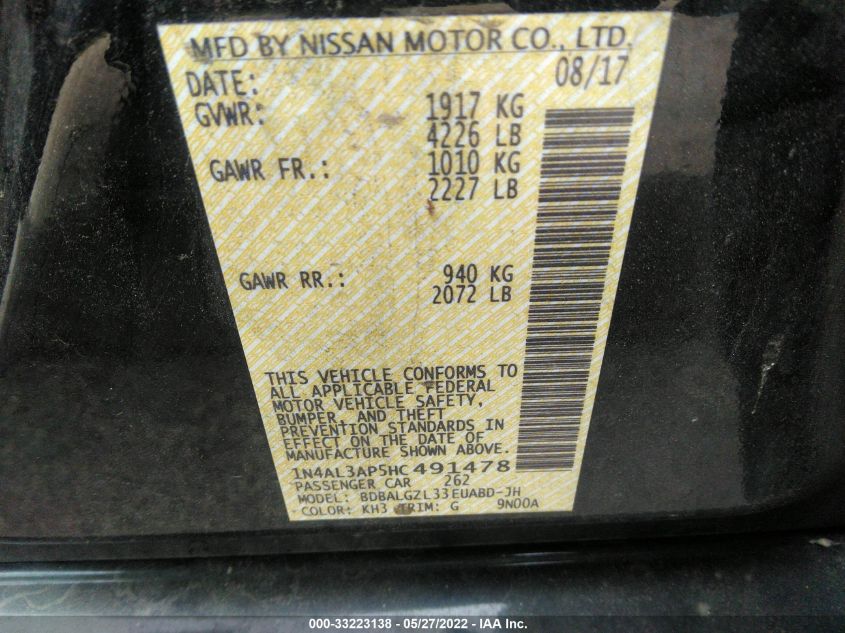 MFD BY NISSAN MOTOR CO., LTD.
DATE: 08/17
GVWR: 1917 KG
4226 LB
GAWR FR.: 1010 KG
2227 LB
GAWR RR.: 940 KG
2072 LB
THIS VEHICLE CONFORMS TO
ALL APPLICABLE FEDERAL
MOTOR VEHICLE SAFETY,
BUMPER, AND THEFT
PREVENTION STANDARDS IN
EFFECT ON THE DATE OF
MANUFACTURE SHOWN ABOVE.
1N4AL3AP5HC491478
PASSENGER CAR 262
MODEL: BDBALGZL33EUABD-JH
COLOR: KH3 TRIM: G 9N00A
000-33223138 - 05/27/2022 - IAA Inc.